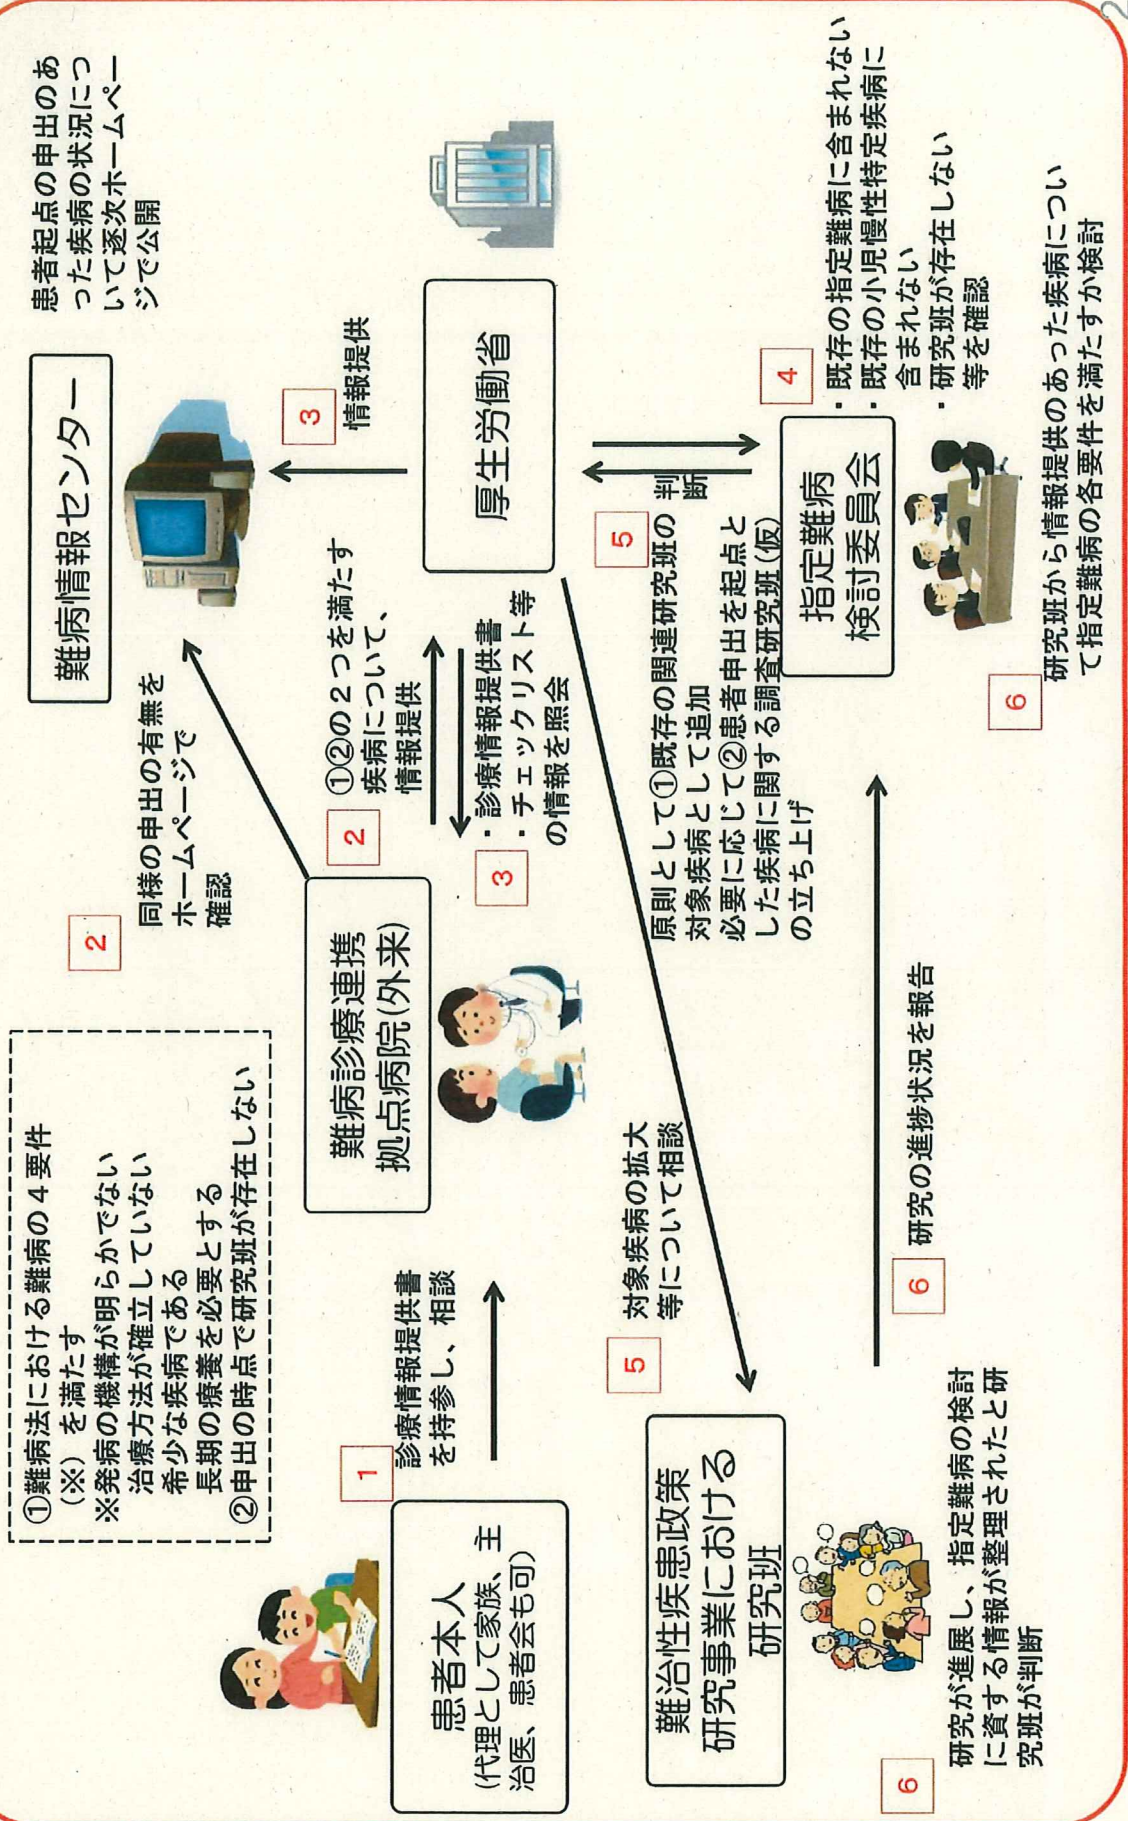 ①難病法における難病の４要件
（※）を満たす
※発病の機構が明らかでない
治療方法が確立していない
希少な疾病である
長期の療養を必要とする
②申出の時点で研究班が存在しない
2
同様の申出の有無を
ホームページで
確認
難病情報センター
患者起点の申出のあ
った疾病の状況につ
いて逐次ホームペー
ジで公開
3
情報提供
1
診療情報提供書
を持参し、相談
患者本人
(代理として家族、主
治医、患者会も可)
難病診療連携
拠点病院(外来)
2
①②の２つを満たす
疾病について、
情報提供
3
・診療情報提供書
・チェックリスト等
の情報を照会
厚生労働省
5
対象疾病の拡大
等について相談
5
判
断
原則として①既存の関連研究班の
対象疾病として追加
必要に応じて②患者申出を起点と
した疾病に関する調査研究班（仮）
の立ち上げ
4
・既存の指定難病に含まれない
・既存の小児慢性特定疾病に
含まれない
・研究班が存在しない
等を確認
指定難病
検討委員会
難治性疾患政策
研究事業における
研究班
6
研究が進展し、指定難病の検討
に資する情報が整理されたと研
究班が判断
6
研究の進捗状況を報告
6
研究班から情報提供のあった疾病につい
て指定難病の各要件を満たすか検討